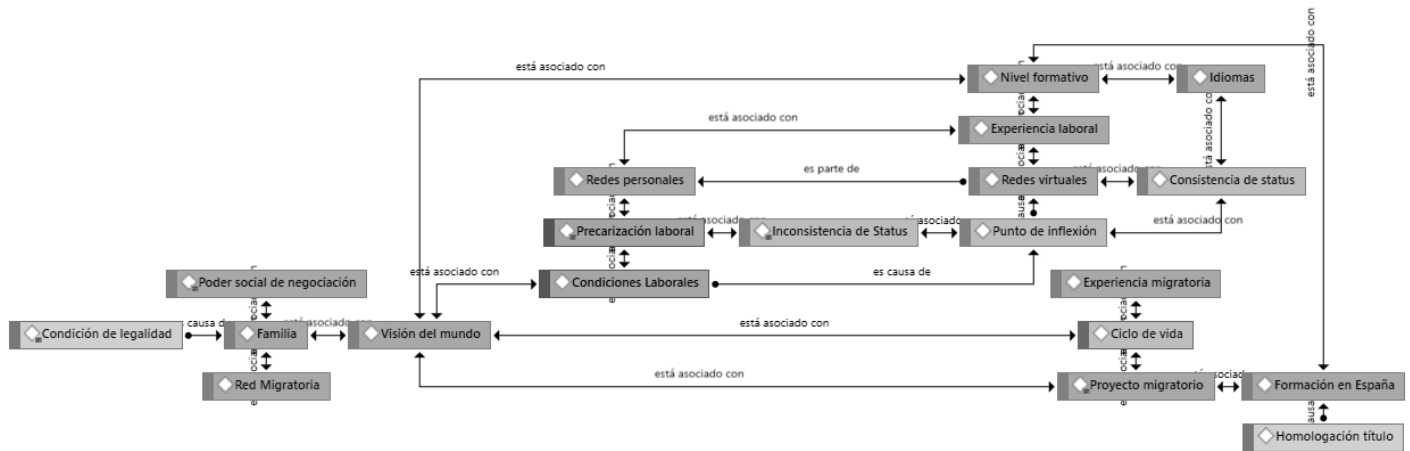 está asociado con
está asociado con
Nivel formativo
está asociado con
Idiomas
está asociado con
Experiencia laboral
Redes personales
es parte de
Redes virtuales
Consistencia de status
Precarización laboral
Inconsistencia de Status
Punto de inflexión
está asociado con
está asociado con
Condiciones Laborales
es causa de
Poder social de negociación
Experiencia migratoria
Condición de legalidad
Familia
Visión del mundo
está asociado con
Ciclo de vida
Red Migratoria
está asociado con
Proyecto migratorio
Formación en España
Homologación título